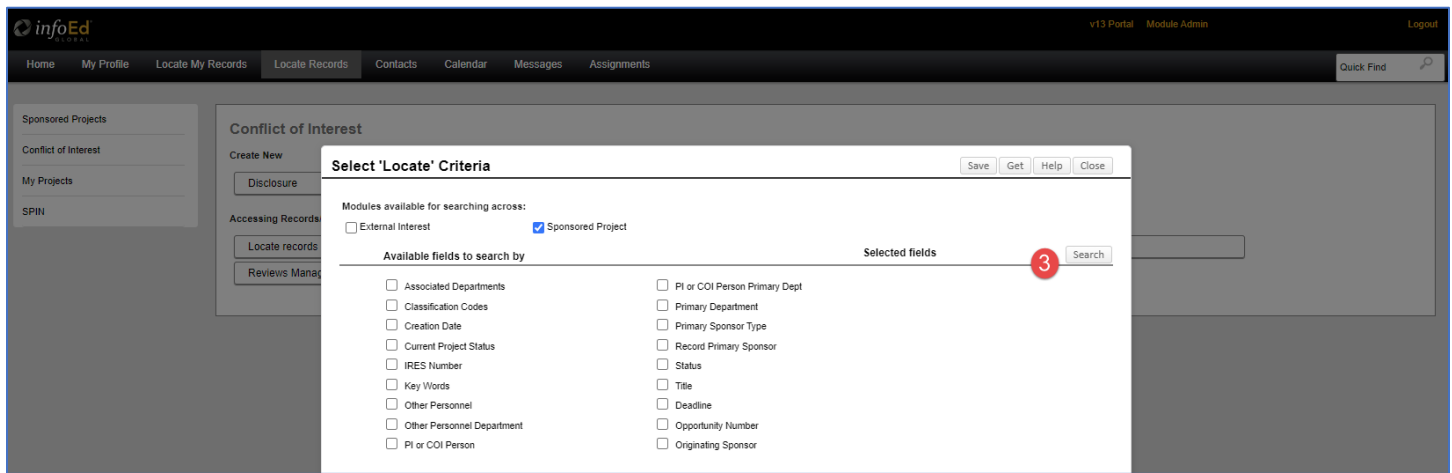 infoEd
GLOBAL
v13 Portal Module Admin Logout
Home My Profile Locate My Records Locate Records Contacts Calendar Messages Assignments Quick Find
Sponsored Projects
Conflict of Interest
My Projects
SPIN
Conflict of Interest
Create New
Disclosure
Accessing Records/
Locate records
Reviews Manag
Select 'Locate' Criteria
Save Get Help Close
Modules available for searching across:
External Interest Sponsored Project
Available fields to search by Selected fields 3 Search
Associated Departments PI or COI Person Primary Dept
Classification Codes Primary Department
Creation Date Primary Sponsor Type
Current Project Status Record Primary Sponsor
IRES Number Status
Key Words Title
Other Personnel Deadline
Other Personnel Department Opportunity Number
PI or COI Person Originating Sponsor